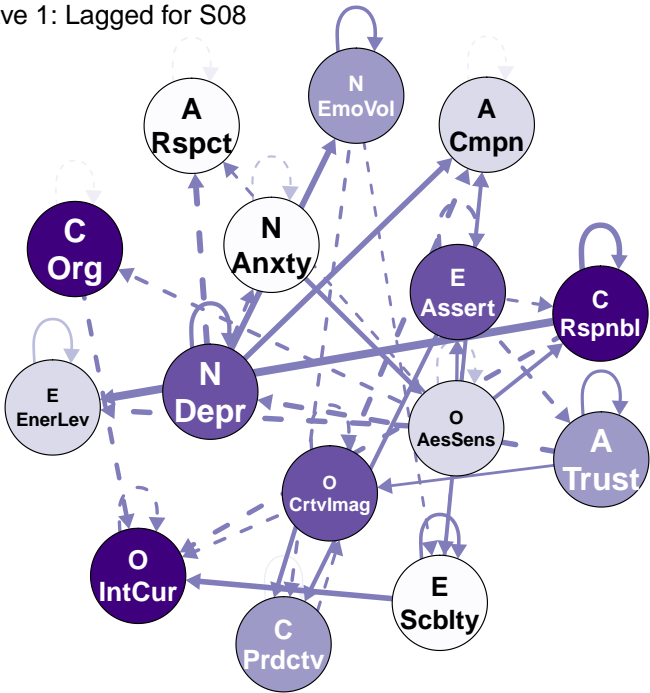 ve 1: Lagged for S08
N
EmoVol
A
Rspct
A
Cmpn
C
Org
N
Anxty
E
Assert
C
Rspnbl
E
EnerLev
N
Depr
O
AesSens
A
Trust
O
CrtvImag
O
IntCur
E
Scblty
C
Prdctv